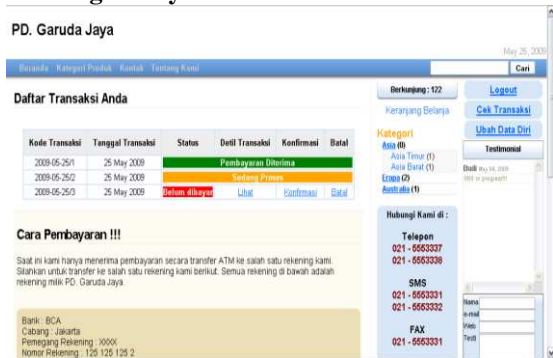 PD. Garuda Jaya
May 25, 2009
Beranda Kategori Produk Kontak Tentang Kami
Cari
Daftar Transaksi Anda
Kode Transaksi Tanggal Transaksi Status Detil Transaksi Konfirmasi Batal
2009-05-25/1 25 May 2009 Pembayaran Diterima
2009-05-25/2 25 May 2009 Sedang Proses
2009-05-25/3 25 May 2009 Belum dibayar Lihat Konfirmasi Batal
Cara Pembayaran !!!
Saat ini kami hanya menerima pembayaran secara transfer ATM ke salah satu rekening kami.
Silahkan untuk transfer ke salah satu rekening kami berikut. Semua rekening di bawah adalah
rekening milik PD. Garuda Jaya.
Bank : BCA
Cabang : Jakarta
Pemegang Rekening : XXXX
Nomor Rekening : 125 125 125 2
Berkunjung : 122
Keranjang Belanja
Kategori
Asia (0)
Asia Timur (1)
Asia Barat (1)
Eropa (2)
Australia (1)
Hubungi Kami di :
Telepon
021 - 5553337
021 - 5553338
SMS
021 - 5553331
021 - 5553332
FAX
021 - 5553331
Logout
Cek Transaksi
Ubah Data Diri
Testimonial
Budi May 14, 2009
Nama
e-mail
Web
Testi